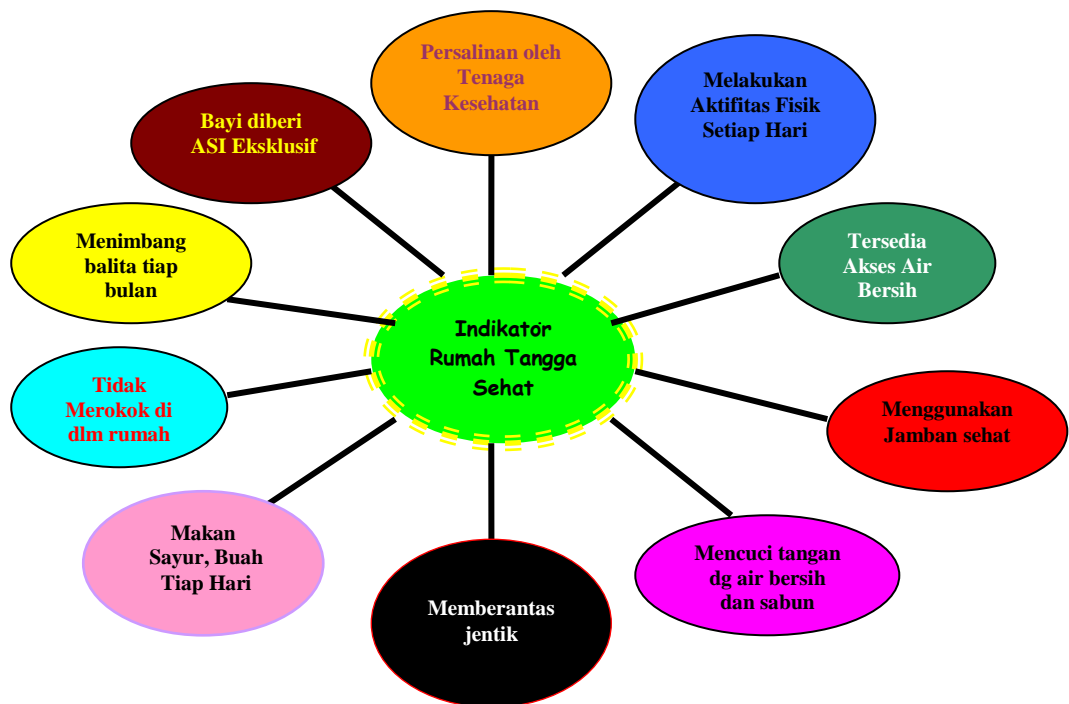 Persalinan oleh
Tenaga
Kesehatan
Melakukan
Aktifitas Fisik
Setiap Hari
Bayi diberi
ASI Eksklusif
Menimbang
balita tiap
bulan
Tersedia
Akses Air
Bersih
Indikator
Rumah Tangga
Sehat
Tidak
Merokok di
dlm rumah
Menggunakan
Jamban sehat
Makan
Sayur, Buah
Tiap Hari
Memberantas
jentik
Mencuci tangan
dg air bersih
dan sabun